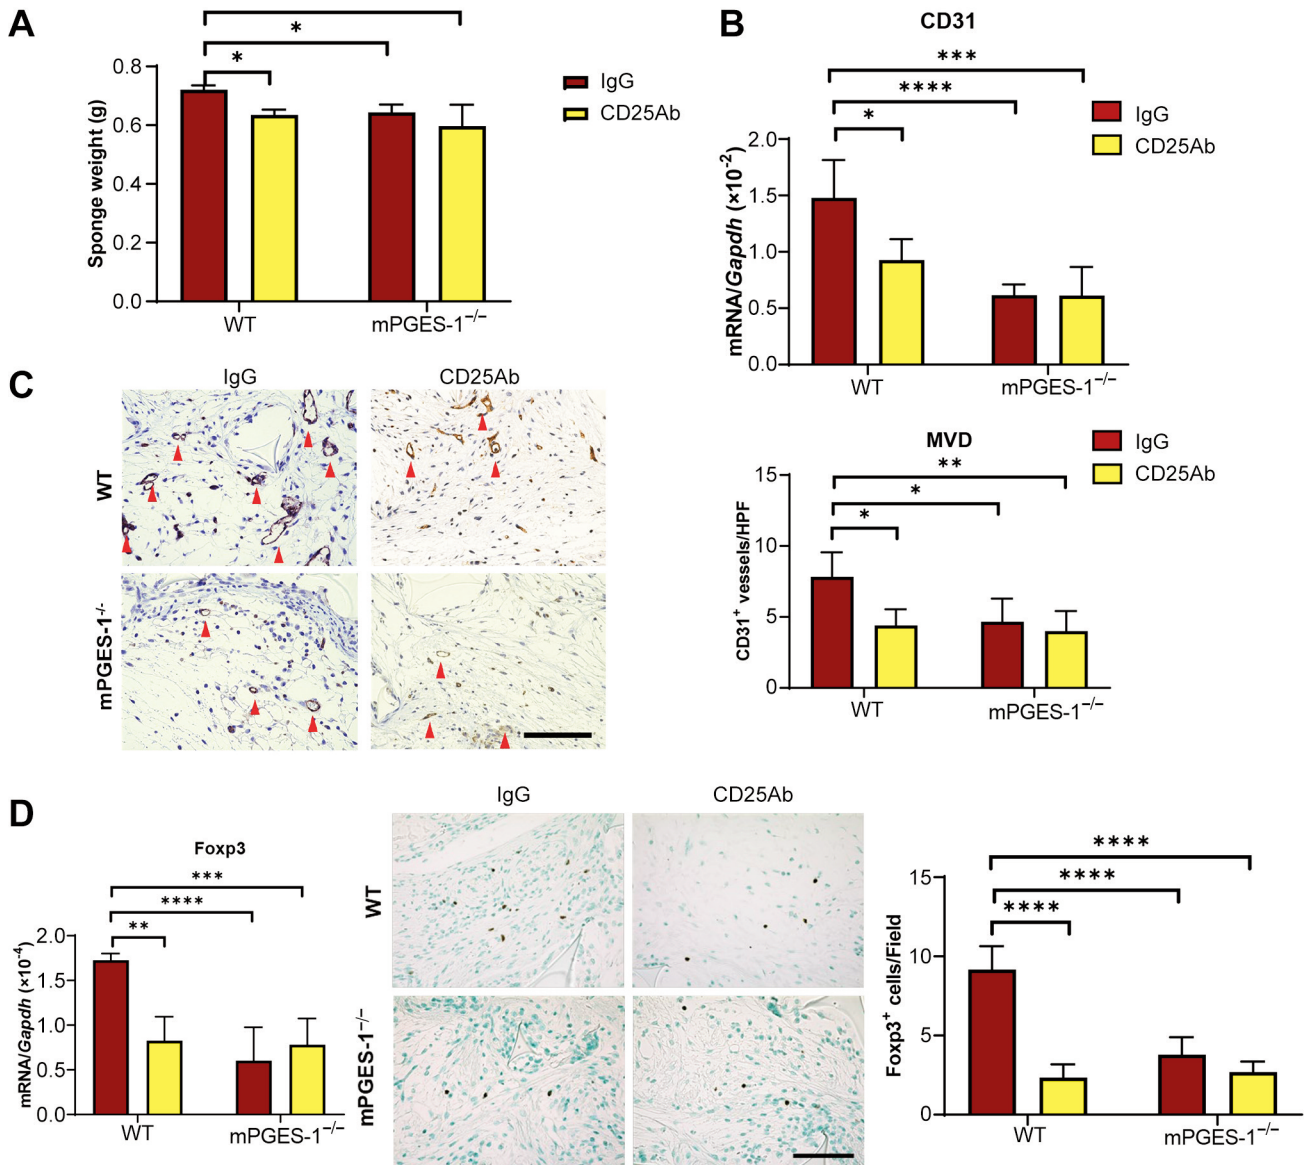 A
*
*
0.8
0.6
0.4
0.2
0.0
Sponge weight (g)
WT
mPGES-1⁻/⁻
IgG
CD25Ab
B
CD31
***
****
*
2.0
1.5
1.0
0.5
0.0
mRNA/Gapdh (×10⁻²)
WT
mPGES-1⁻/⁻
IgG
CD25Ab
MVD
**
*
*
15
10
5
0
CD31⁺ vessels/HPF
WT
mPGES-1⁻/⁻
IgG
CD25Ab
C
IgG
CD25Ab
WT
mPGES-1⁻/⁻
D
Foxp3
***
****
**
2.0
1.5
1.0
0.5
0.0
mRNA/Gapdh (×10⁻⁴)
WT
mPGES-1⁻/⁻
IgG
CD25Ab
WT
mPGES-1⁻/⁻
****
****
****
15
10
5
0
Foxp3⁺ cells/Field
WT
mPGES-1⁻/⁻